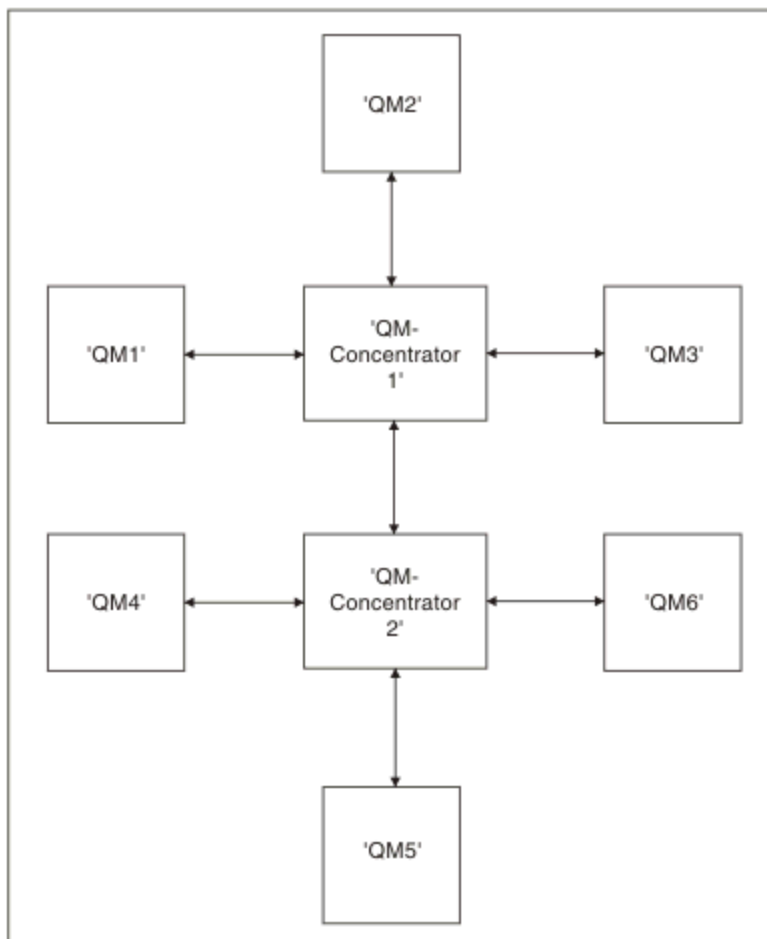 'QM2'
'QM1'
'QM-
Concentrator
1'
'QM3'
'QM4'
'QM-
Concentrator
2'
'QM6'
'QM5'